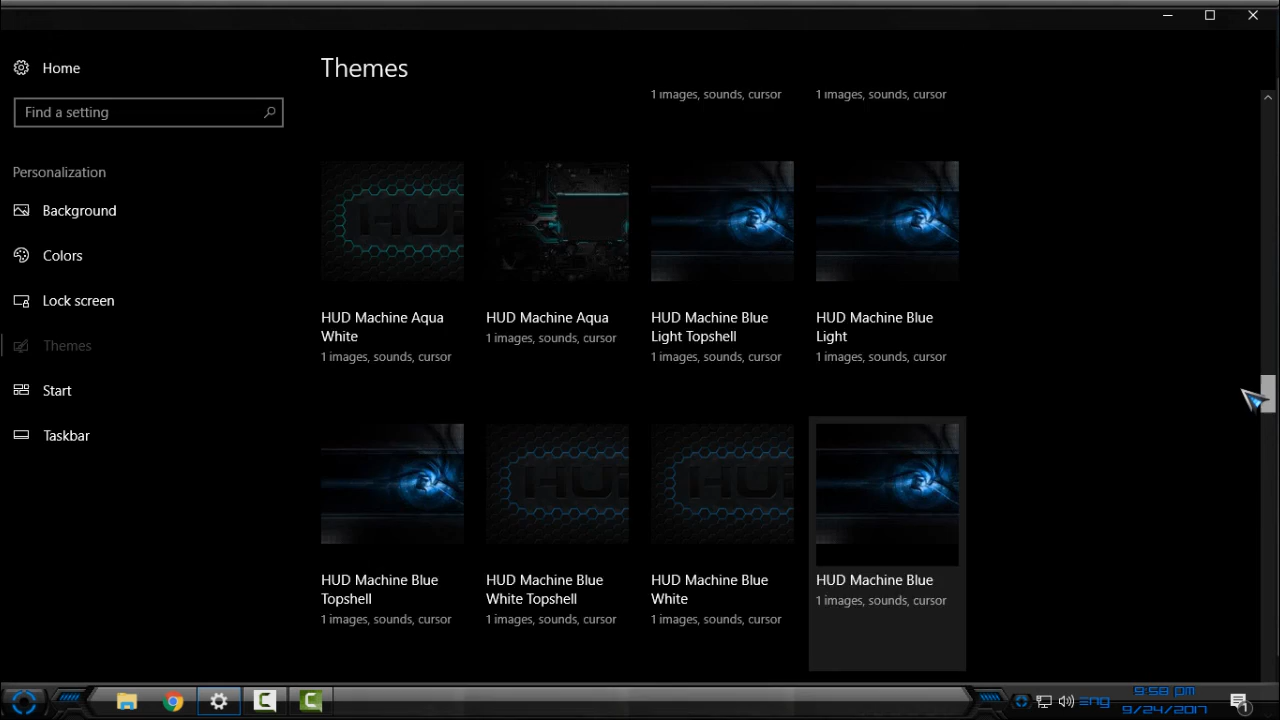 Home
Find a setting
Personalization
Background
Colors
Lock screen
Themes
Start
Taskbar
Themes
1 images, sounds, cursor
1 images, sounds, cursor
HUD
HUD Machine Aqua
White
1 images, sounds, cursor
HUD Machine Aqua
1 images, sounds, cursor
HUD Machine Blue
Light Topshell
1 images, sounds, cursor
HUD Machine Blue
Light
1 images, sounds, cursor
HUD Machine Blue
Topshell
1 images, sounds, cursor
HUD
HUD Machine Blue
White Topshell
1 images, sounds, cursor
HUD
HUD Machine Blue
White
1 images, sounds, cursor
HUD Machine Blue
1 images, sounds, cursor
ENG
9:58 PM
9/24/2017
1